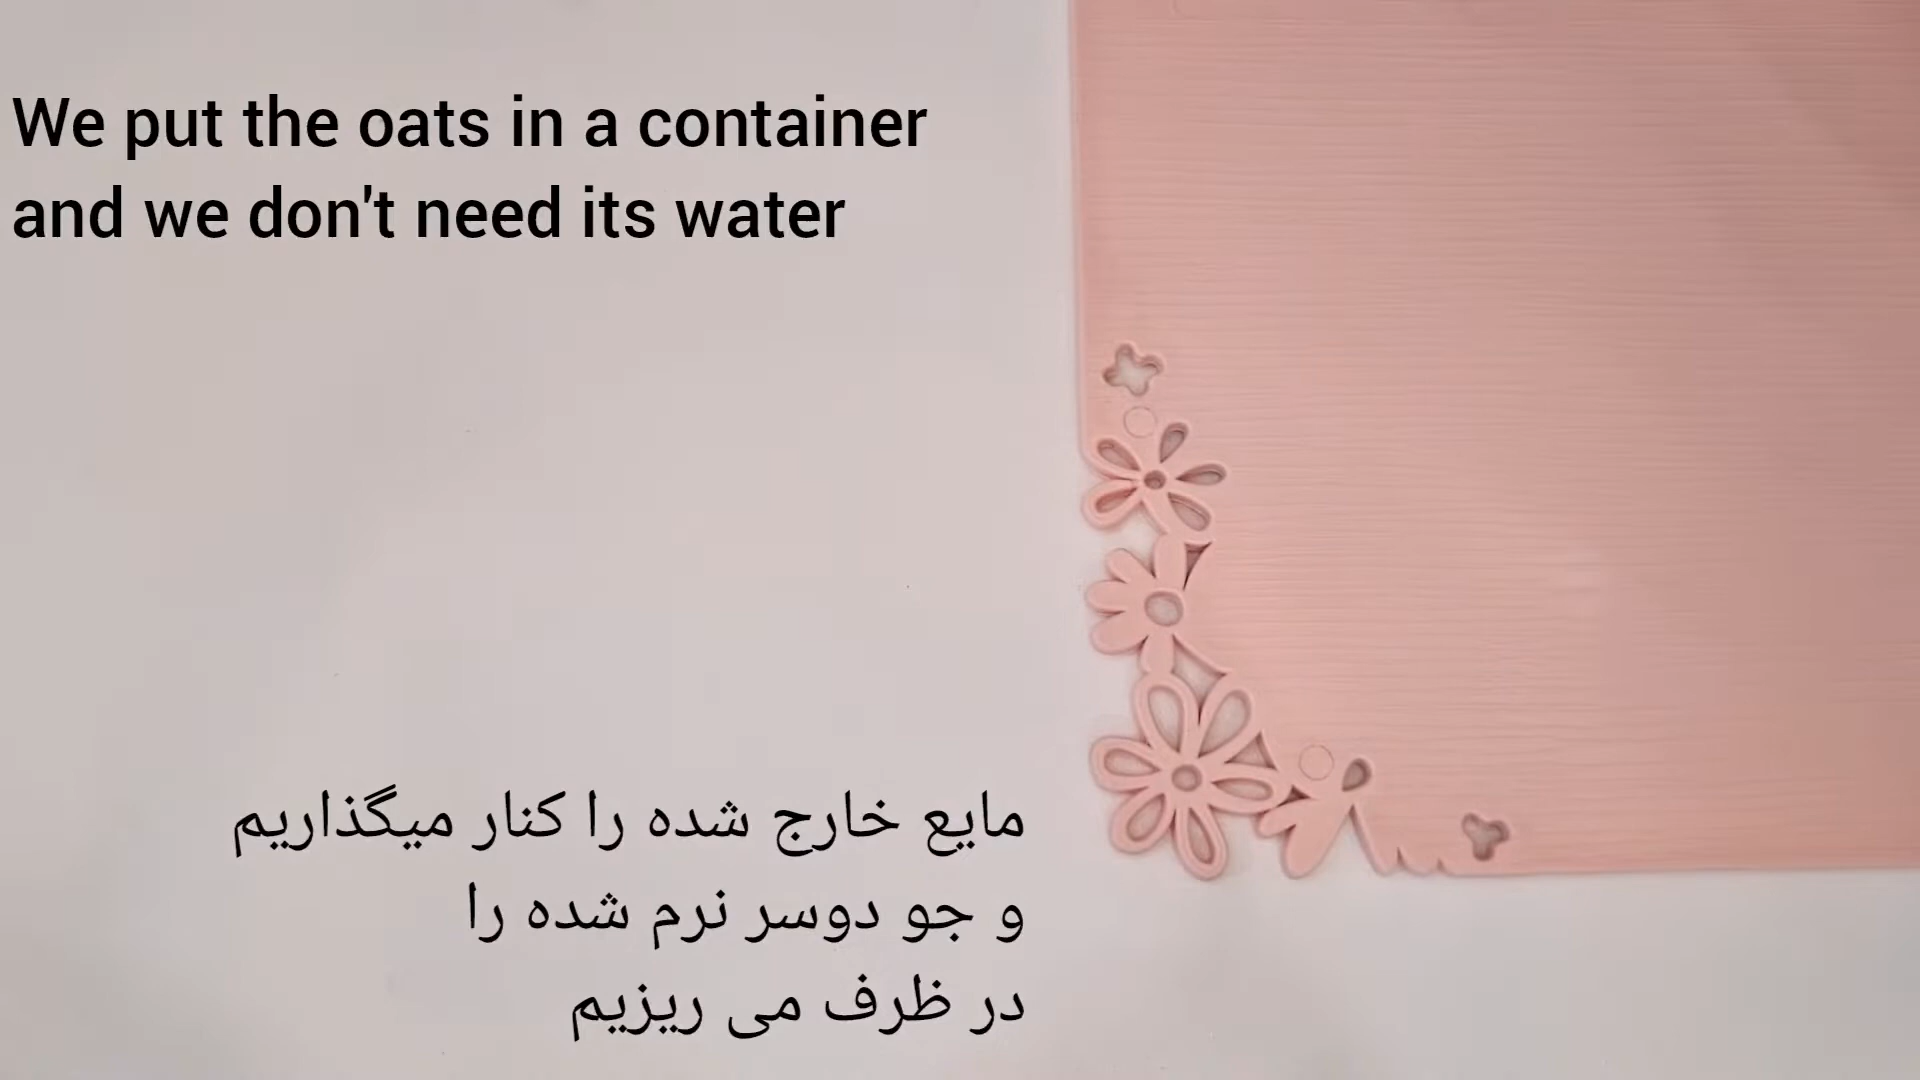 We put the oats in a container
and we don't need its water
مایع خارج شده را کنار میگذاریم
و جو دوسر نرم شده را
در ظرف می ریزیم